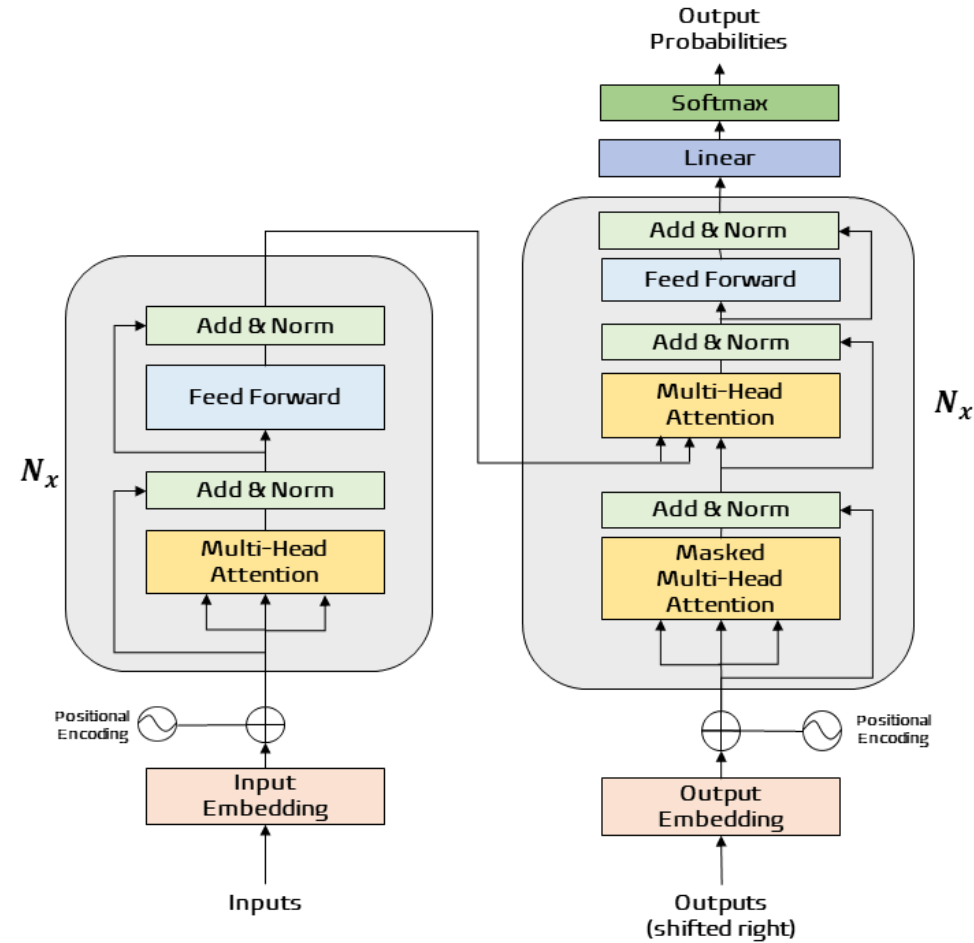 Output
Probabilities
Softmax
Linear
Add & Norm
Feed Forward
Add & Norm
Multi-Head
Attention
Add & Norm
Masked
Multi-Head
Attention
Nx
Positional
Encoding
Output
Embedding
Outputs
(shifted right)
Add & Norm
Feed Forward
Add & Norm
Multi-Head
Attention
Nx
Positional
Encoding
Input
Embedding
Inputs